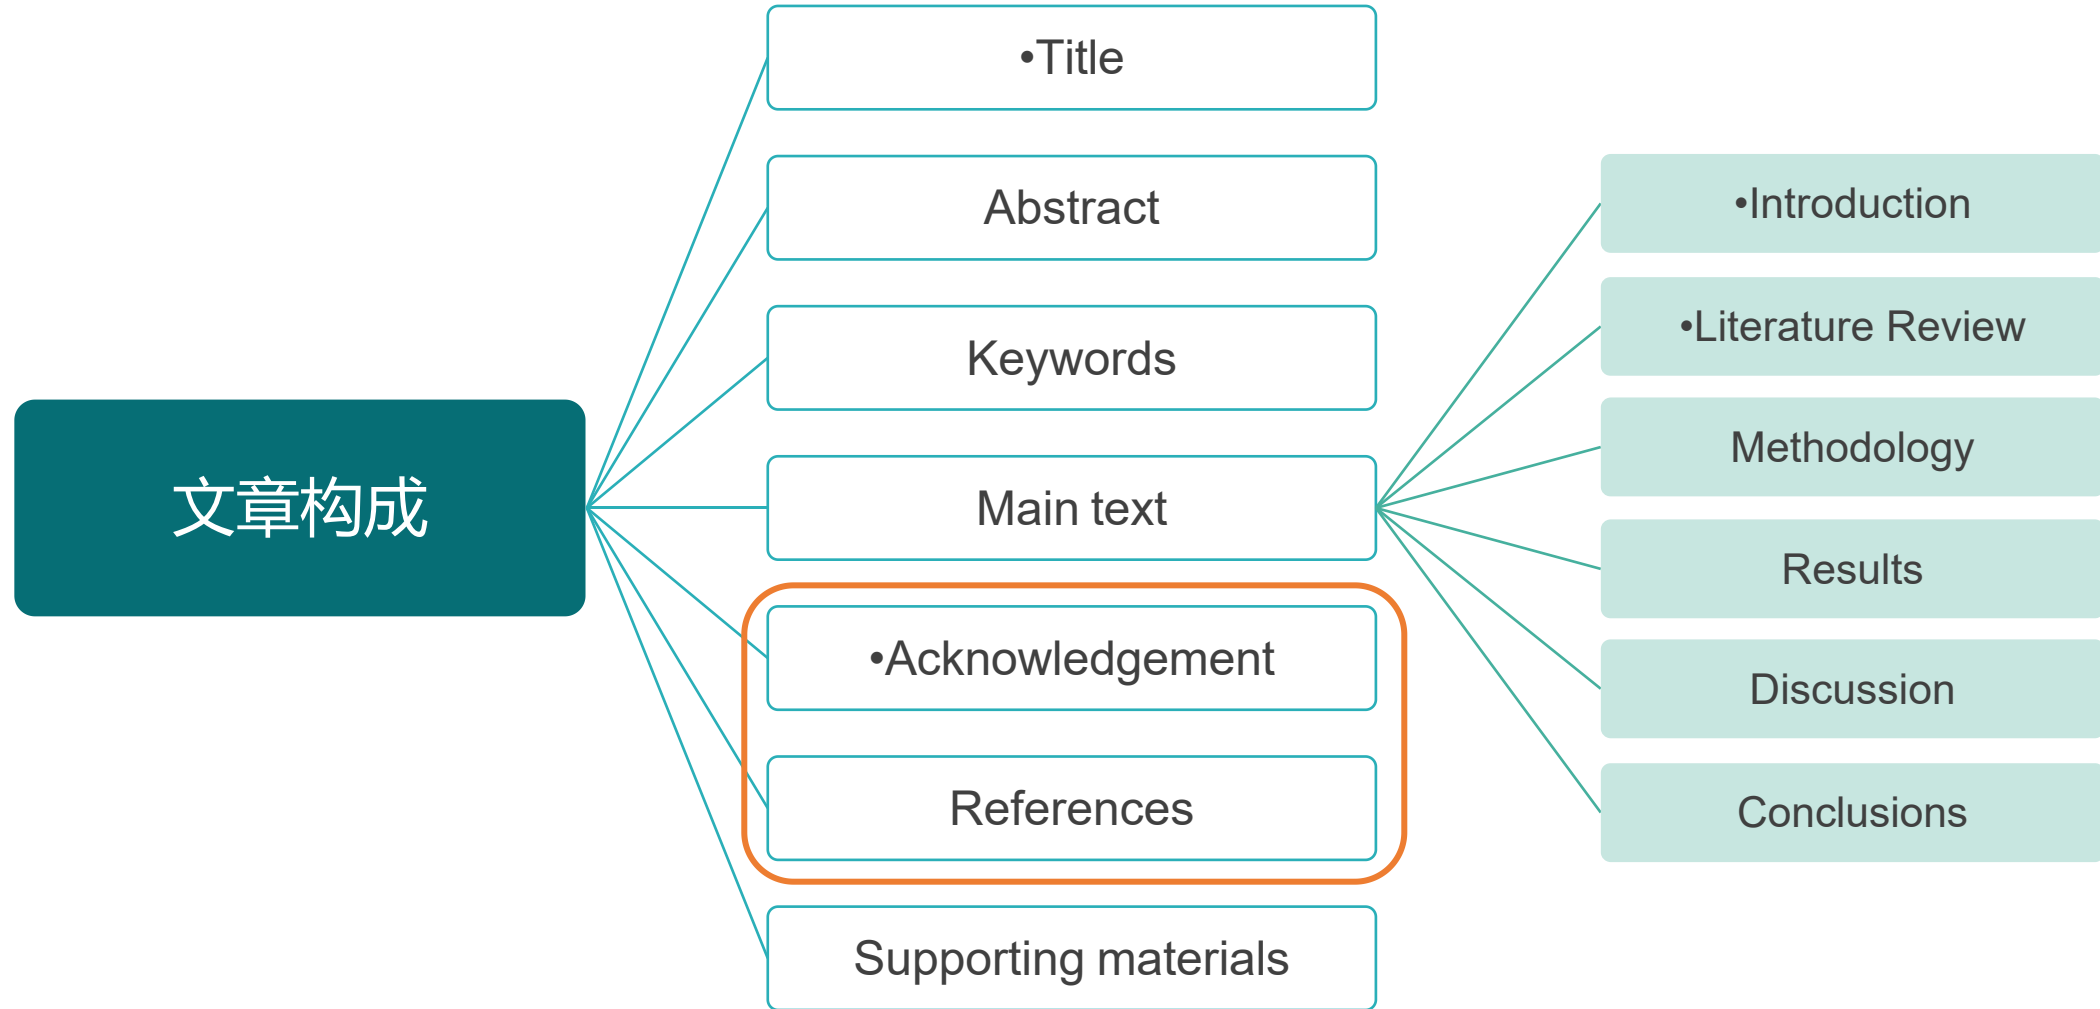 文章构成
•Title
Abstract
Keywords
Main text
•Acknowledgement
References
Supporting materials
•Introduction
•Literature Review
Methodology
Results
Discussion
Conclusions